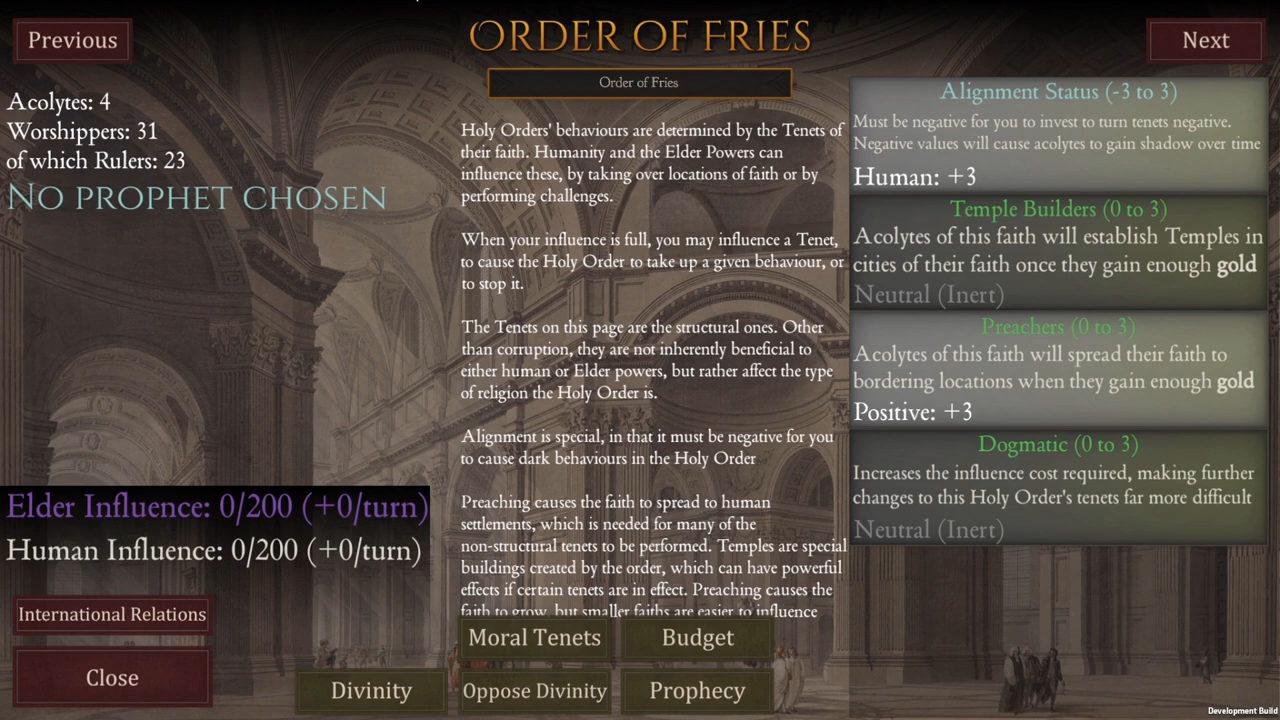 Previous
ORDER OF FRIES
Next
Order of Fries
Acolytes: 4
Worshippers: 31
of which Rulers: 23
NO PROPHET CHOSEN
Elder Influence: 0/200 (+0/turn)
Human Influence: 0/200 (+0/turn)
International Relations
Close
Holy Orders' behaviours are determined by the Tenets of
their faith. Humanity and the Elder Powers can
influence these, by taking over locations of faith or by
performing challenges.
When your influence is full, you may influence a Tenet,
to cause the Holy Order to take up a given behaviour, or
to stop it.
The Tenets on this page are the structural ones. Other
than corruption, they are not inherently beneficial to
either human or Elder powers, but rather affect the type
of religion the Holy Order is.
Alignment is special, in that it must be negative for you
to cause dark behaviours in the Holy Order
Preaching causes the faith to spread to human
settlements, which is needed for many of the
non-structural tenets to be performed. Temples are special
buildings created by the order, which can have powerful
effects if certain tenets are in effect. Preaching causes the
faith to grow, but smaller faiths are easier to influence
Moral Tenets
Budget
Divinity
Oppose Divinity
Prophecy
Alignment Status (-3 to 3)
Must be negative for you to invest to turn tenets negative.
Negative values will cause acolytes to gain shadow over time
Human: +3
Temple Builders (0 to 3)
Acolytes of this faith will establish Temples in
cities of their faith once they gain enough gold
Neutral (Inert)
Preachers (0 to 3)
Acolytes of this faith will spread their faith to
bordering locations when they gain enough gold
Positive: +3
Dogmatic (0 to 3)
Increases the influence cost required, making further
changes to this Holy Order's tenets far more difficult
Neutral (Inert)
Development Build